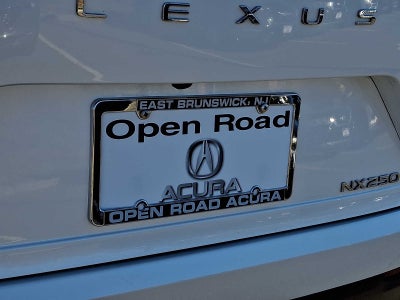 LEXUS
EAST BRUNSWICK, NJ
Open Road
ACURA
NX250
OPEN ROAD ACURA